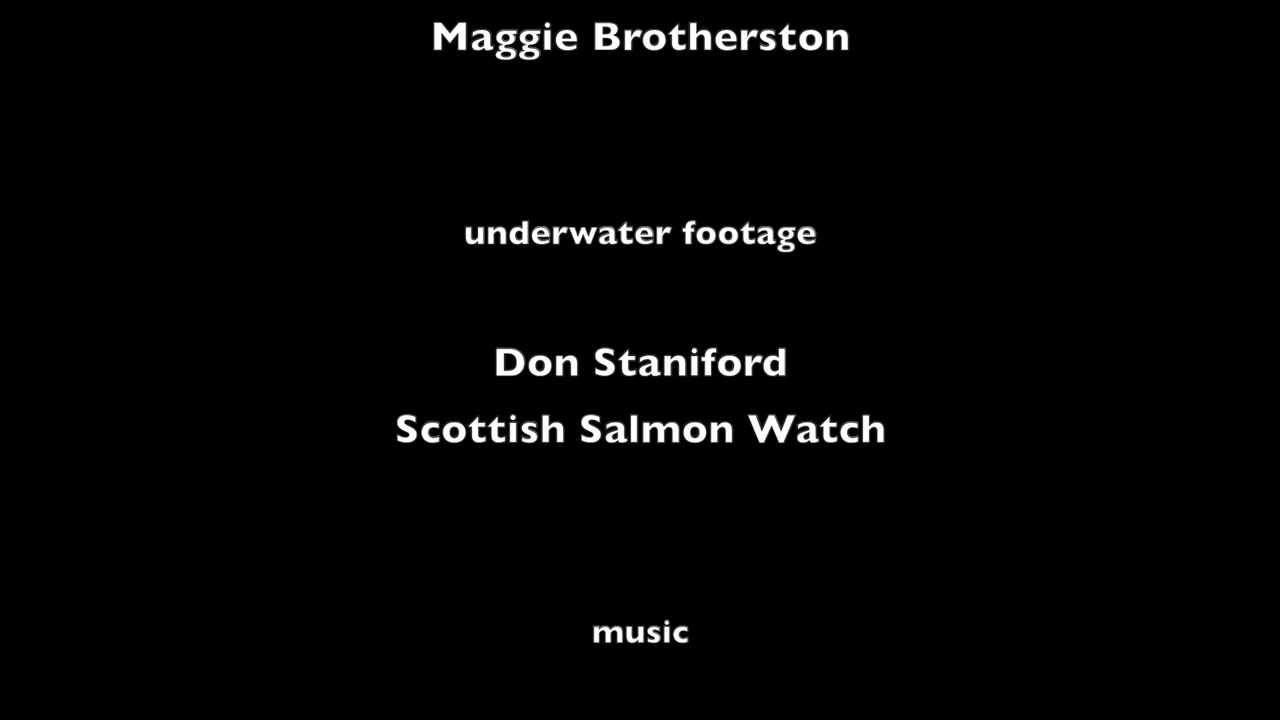 Maggie Brotherston
underwater footage
Don Staniford
Scottish Salmon Watch
music